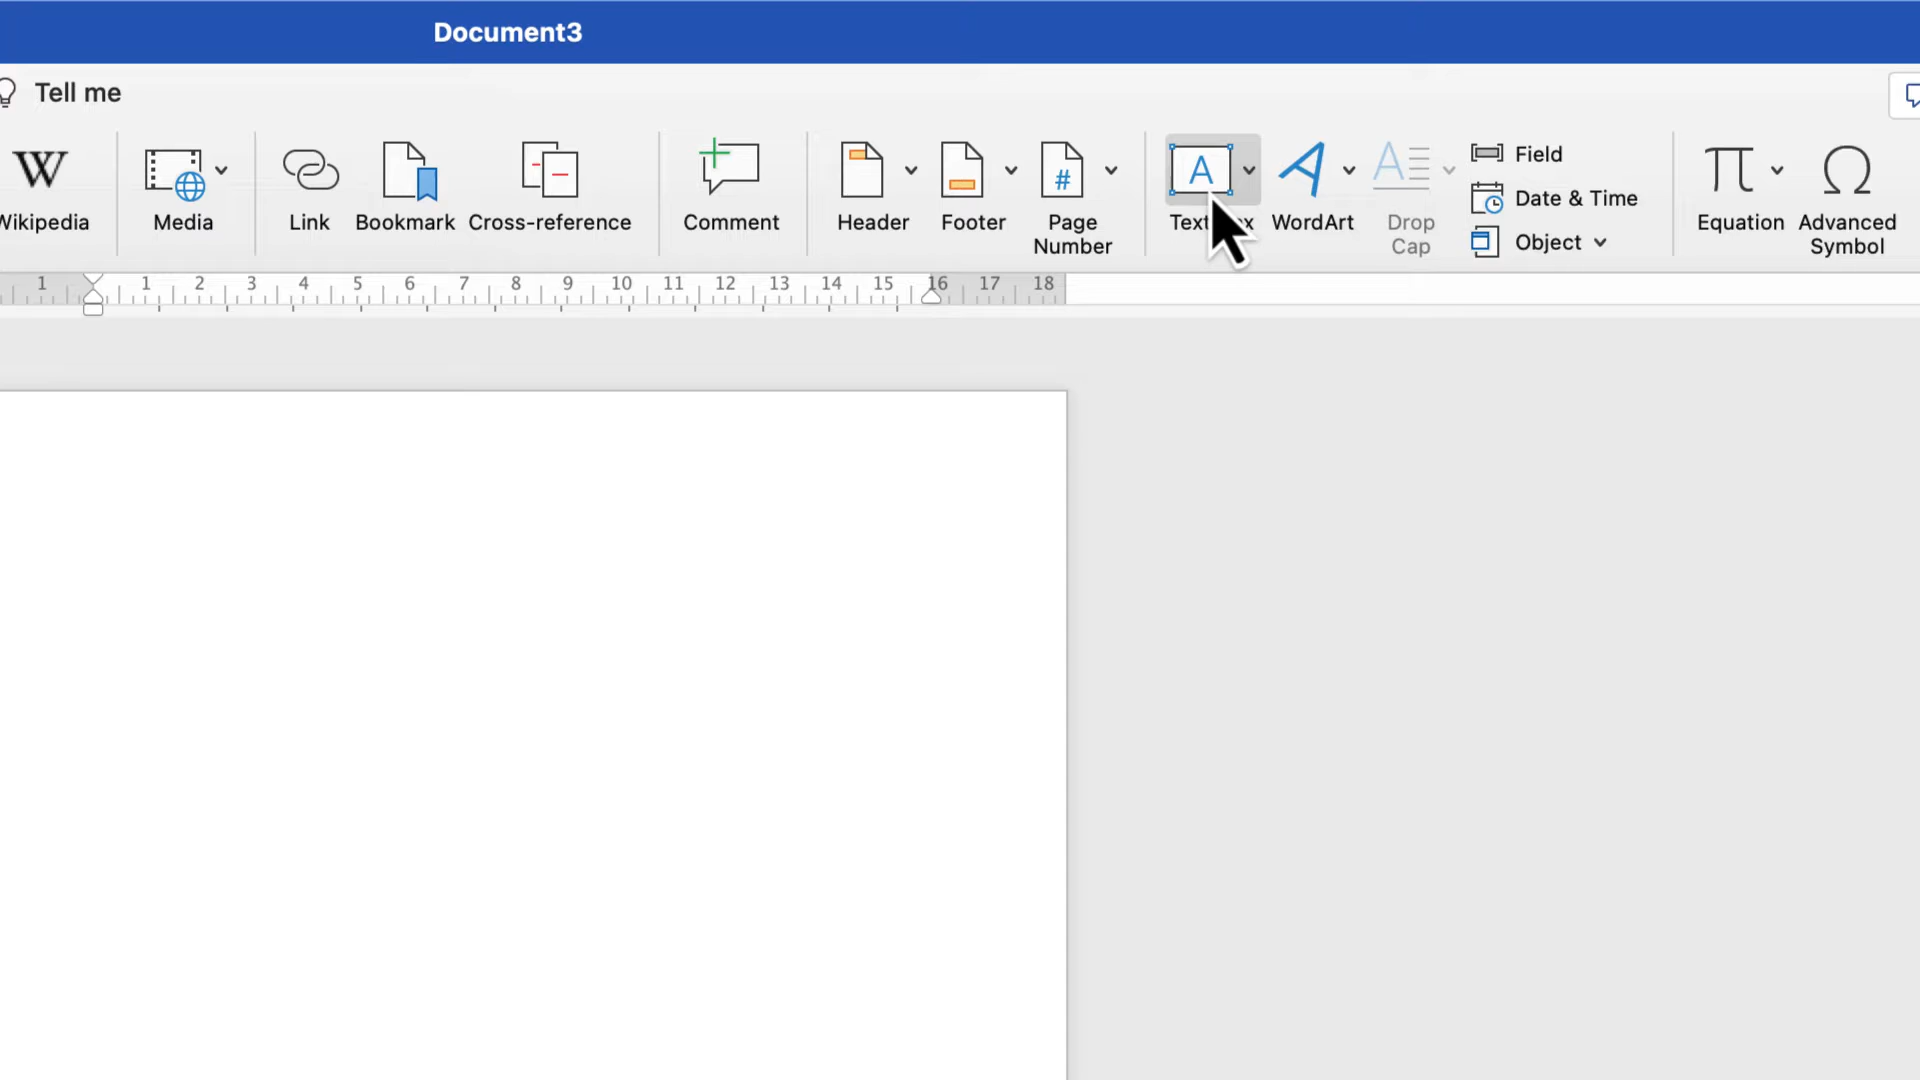 Document3
Tell me
Wikipedia
Media
Link
Bookmark
Cross-reference
Comment
Header
Footer
Page
Number
WordArt
Drop
Cap
Field
Date & Time
Object
Equation
Advanced
Symbol
1 1 2 3 4 5 6 7 8 9 10 11 12 13 14 15 16 17 18